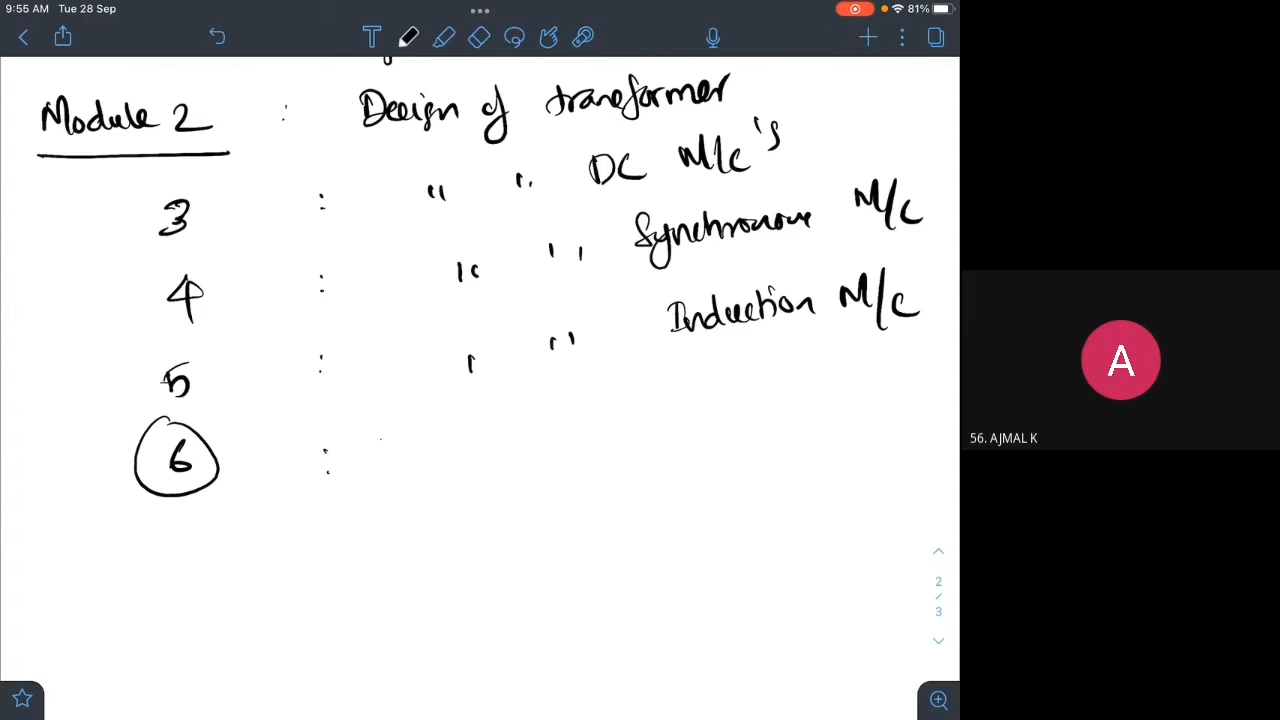 9:55 AM Tue 28 Sep
81%
Module 2 : Design of transformer
3 : " " DC M/C's
4 : " " Synchronous M/C
5 : " " Induction M/C
6 :
2
/
3
A
56. AJMAL K